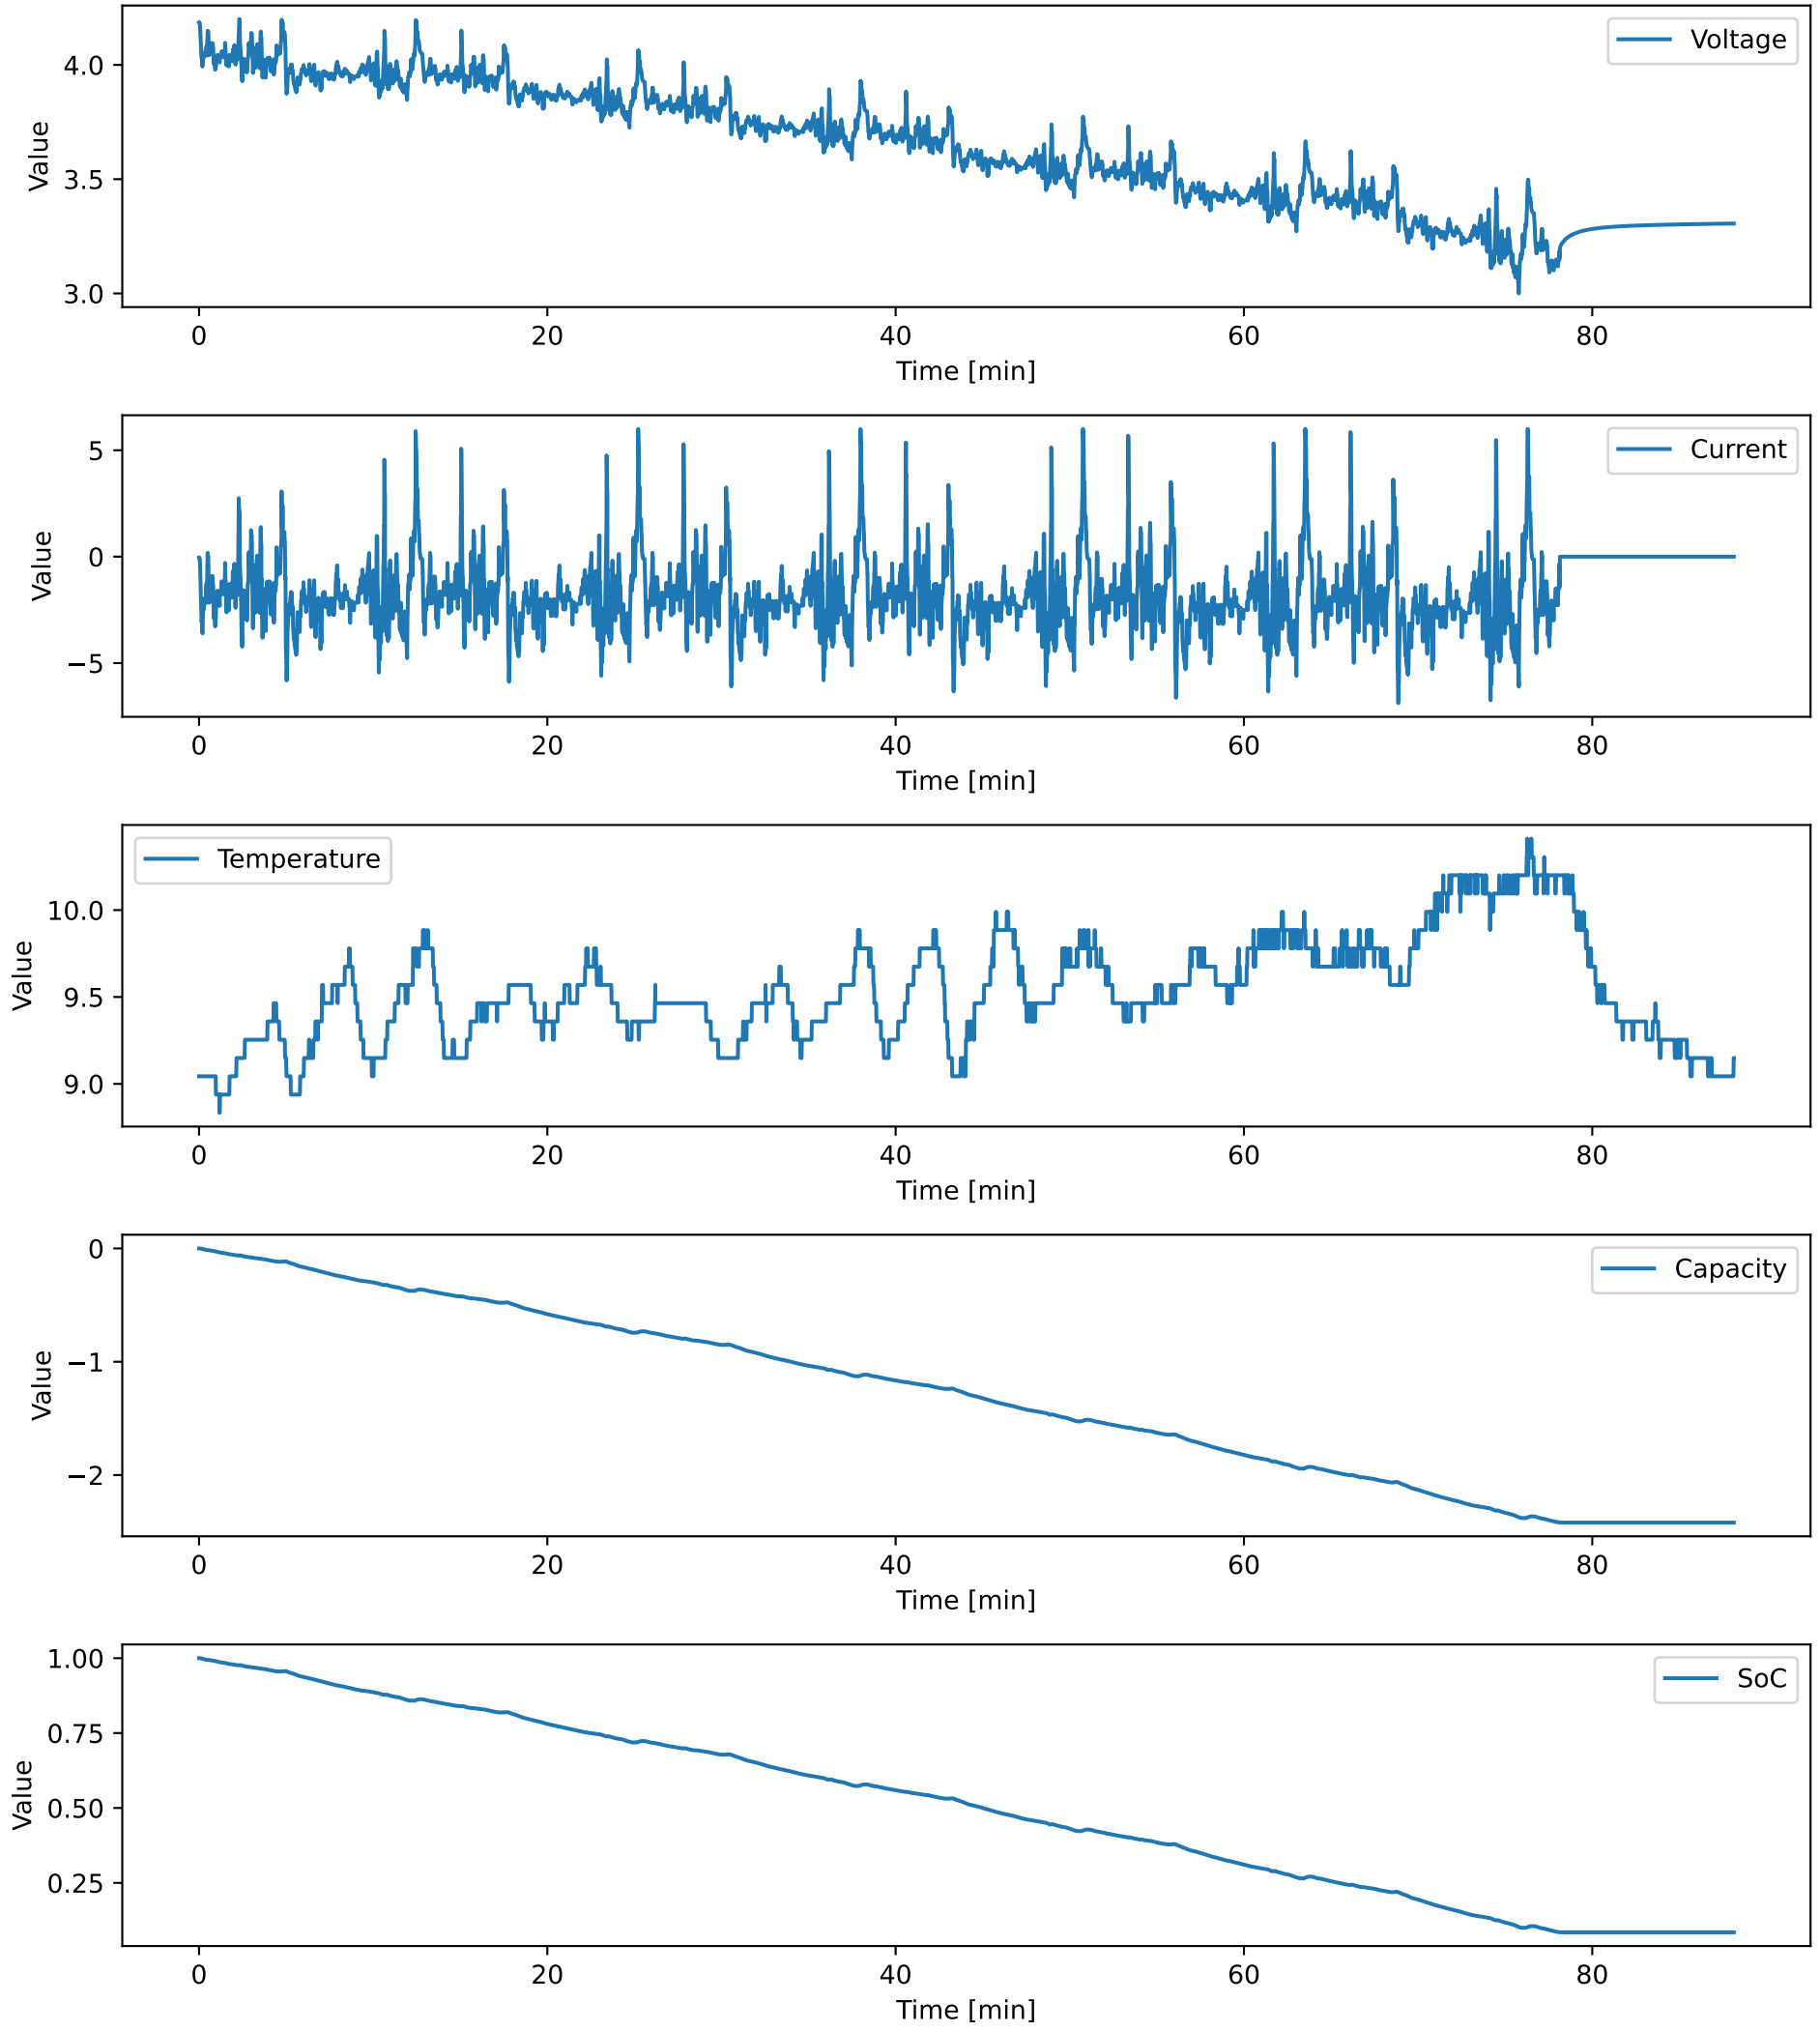 Voltage
4.0
3.5
3.0
Value
0 20 40 60 80
Time [min]
Current
5
0
−5
Value
0 20 40 60 80
Time [min]
Temperature
10.0
9.5
9.0
Value
0 20 40 60 80
Time [min]
Capacity
0
−1
−2
Value
0 20 40 60 80
Time [min]
SoC
1.00
0.75
0.50
0.25
Value
0 20 40 60 80
Time [min]